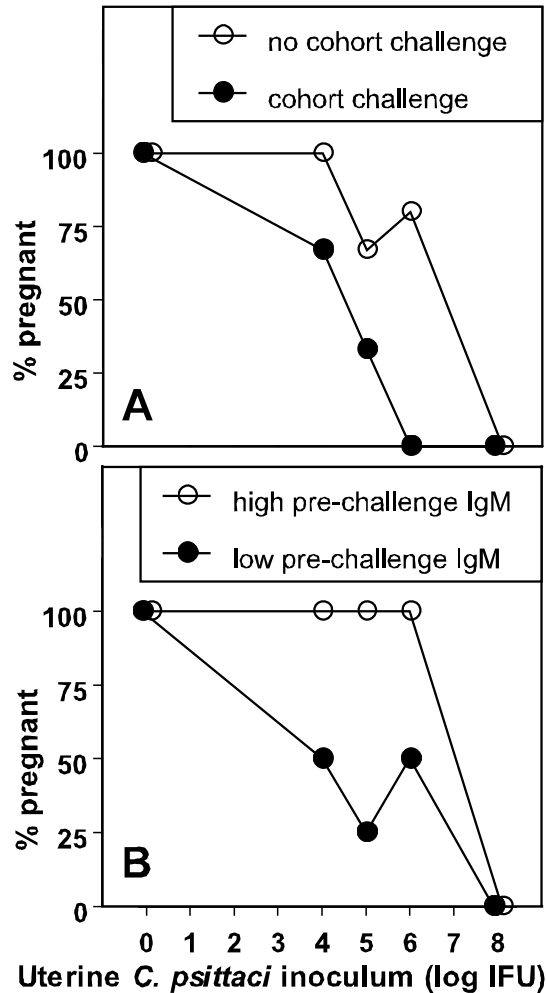 no cohort challenge
cohort challenge
100
75
50
25
0
% pregnant
A
high pre-challenge IgM
low pre-challenge IgM
100
75
50
25
0
% pregnant
B
0 1 2 3 4 5 6 7 8
Uterine C. psittaci inoculum (log IFU)